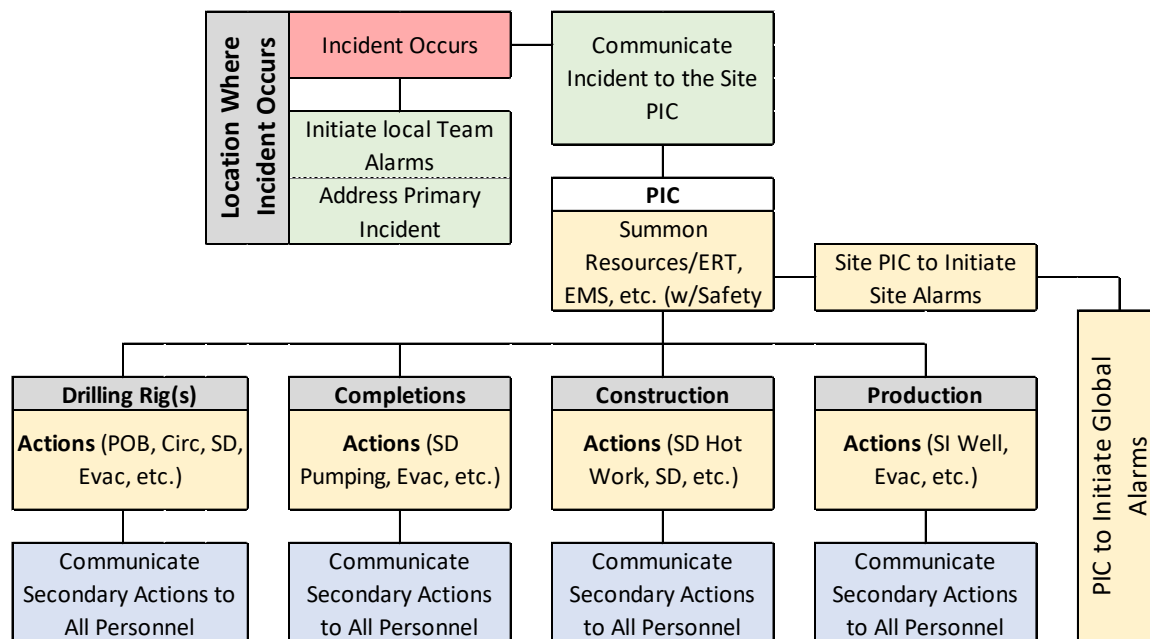 Location Where
Incident Occurs
Incident Occurs
Communicate
Incident to the Site
PIC
Initiate local Team
Alarms
Address Primary
Incident
PIC
Summon
Resources/ERT,
EMS, etc. (w/Safety
Site PIC to Initiate
Site Alarms
PIC to Initiate Global
Alarms
Drilling Rig(s)
Actions (POB, Circ, SD,
Evac, etc.)
Completions
Actions (SD
Pumping, Evac, etc.)
Construction
Actions (SD Hot
Work, SD, etc.)
Production
Actions (SI Well,
Evac, etc.)
Communicate
Secondary Actions to
All Personnel
Communicate
Secondary Actions
to All Personnel
Communicate
Secondary Actions
to All Personnel
Communicate
Secondary Actions
to All Personnel